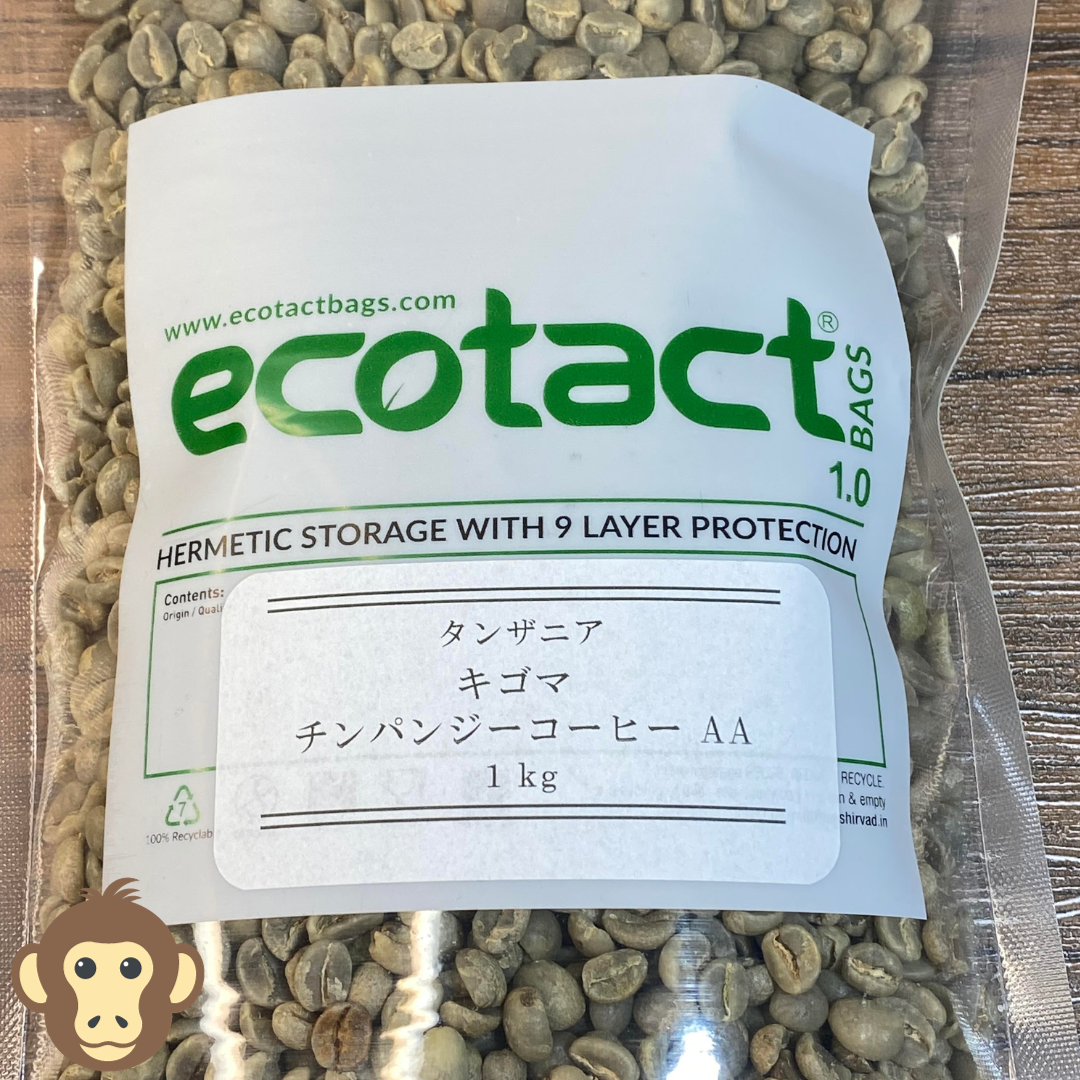 www.ecotactbags.com
ecotact®
BAGS
1.0
HERMETIC STORAGE WITH 9 LAYER PROTECTION
Contents:
Origin /
タンザニア
キゴマ
チンパンジーコーヒー AA
1 kg
RECYCLE.
& empty
shirvad.in
7
100%